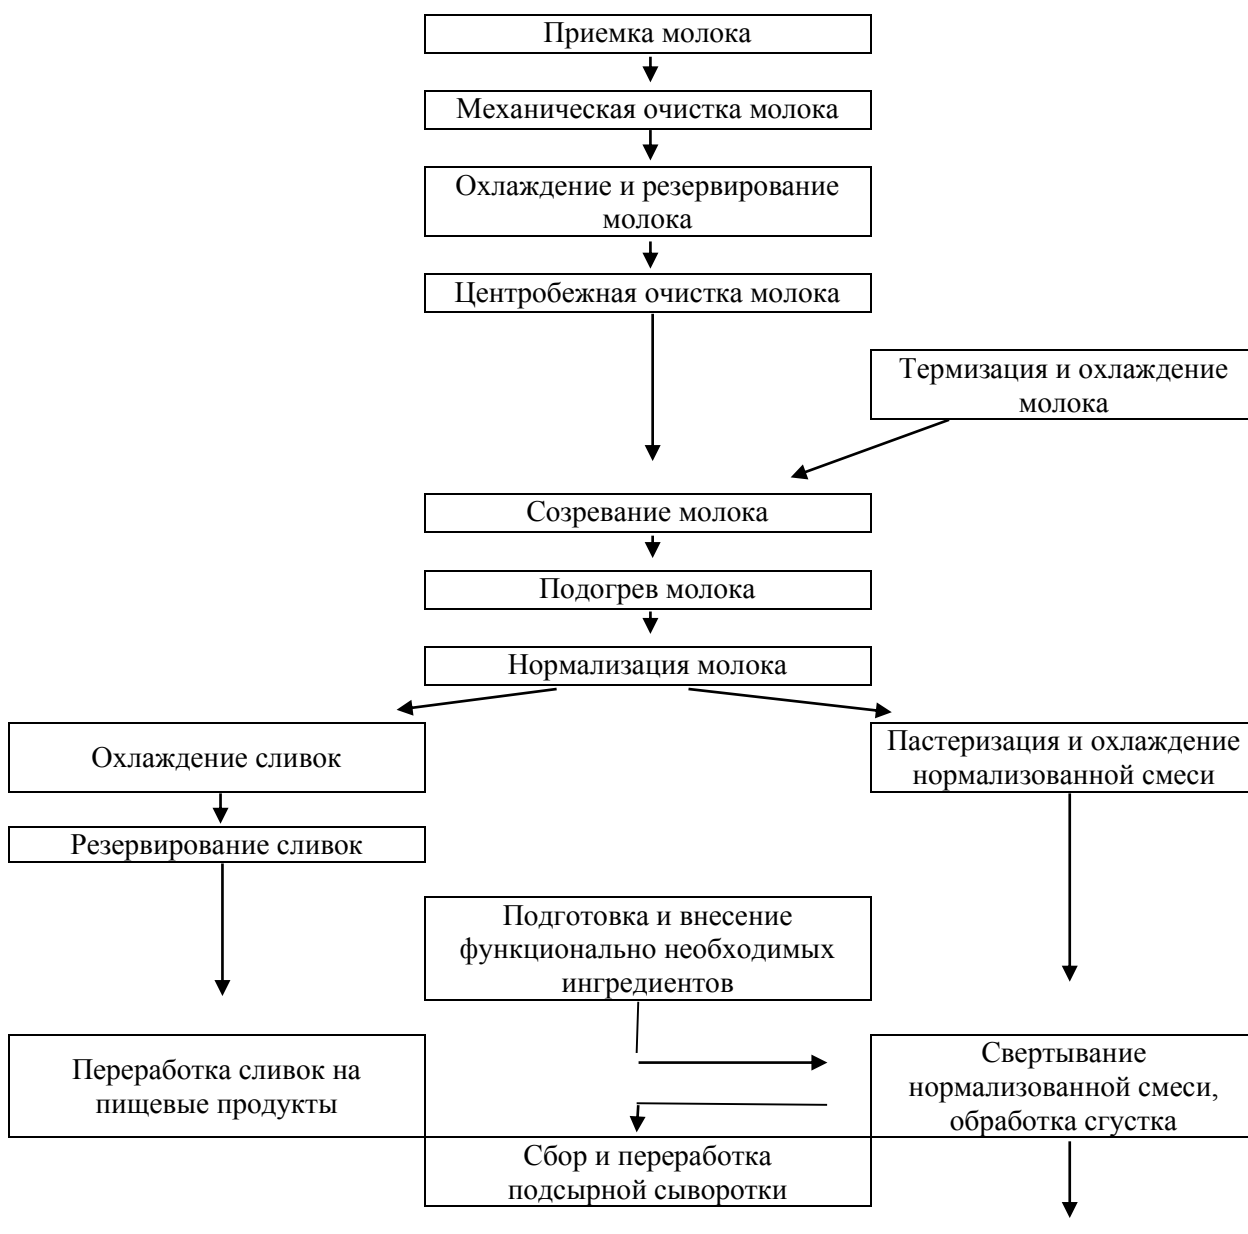 Приемка молока
Механическая очистка молока
Охлаждение и резервирование
молока
Центробежная очистка молока
Термизация и охлаждение
молока
Созревание молока
Подогрев молока
Нормализация молока
Охлаждение сливок
Пастеризация и охлаждение
нормализованной смеси
Резервирование сливок
Подготовка и внесение
функционально необходимых
ингредиентов
Переработка сливок на
пищевые продукты
Свертывание
нормализованной смеси,
обработка сгустка
Сбор и переработка
подсырной сыворотки